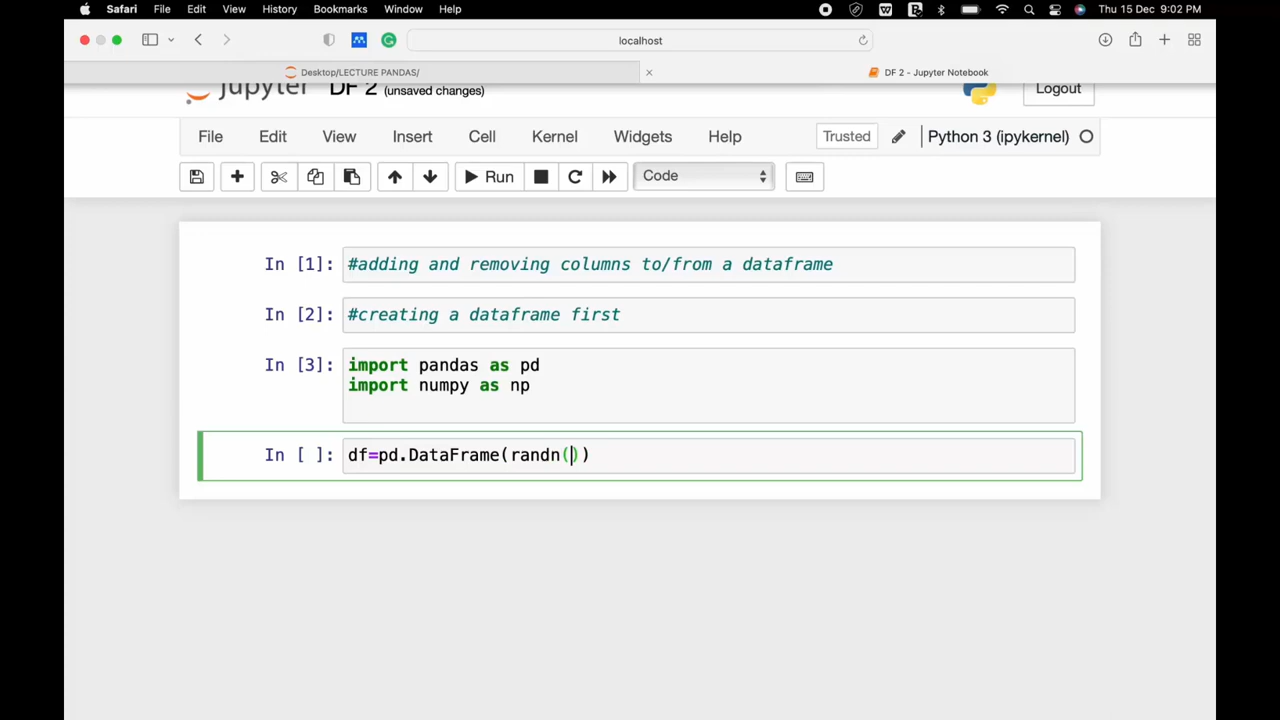 Safari File Edit View History Bookmarks Window Help Thu 15 Dec 9:02 PM
localhost
Desktop/LECTURE PANDAS/ DF 2 - Jupyter Notebook
jupyter DF 2 (unsaved changes) Logout
File Edit View Insert Cell Kernel Widgets Help Trusted Python 3 (ipykernel)
Run Code
In [1]: #adding and removing columns to/from a dataframe
In [2]: #creating a dataframe first
In [3]: import pandas as pd
import numpy as np
In [ ]: df=pd.DataFrame(randn())